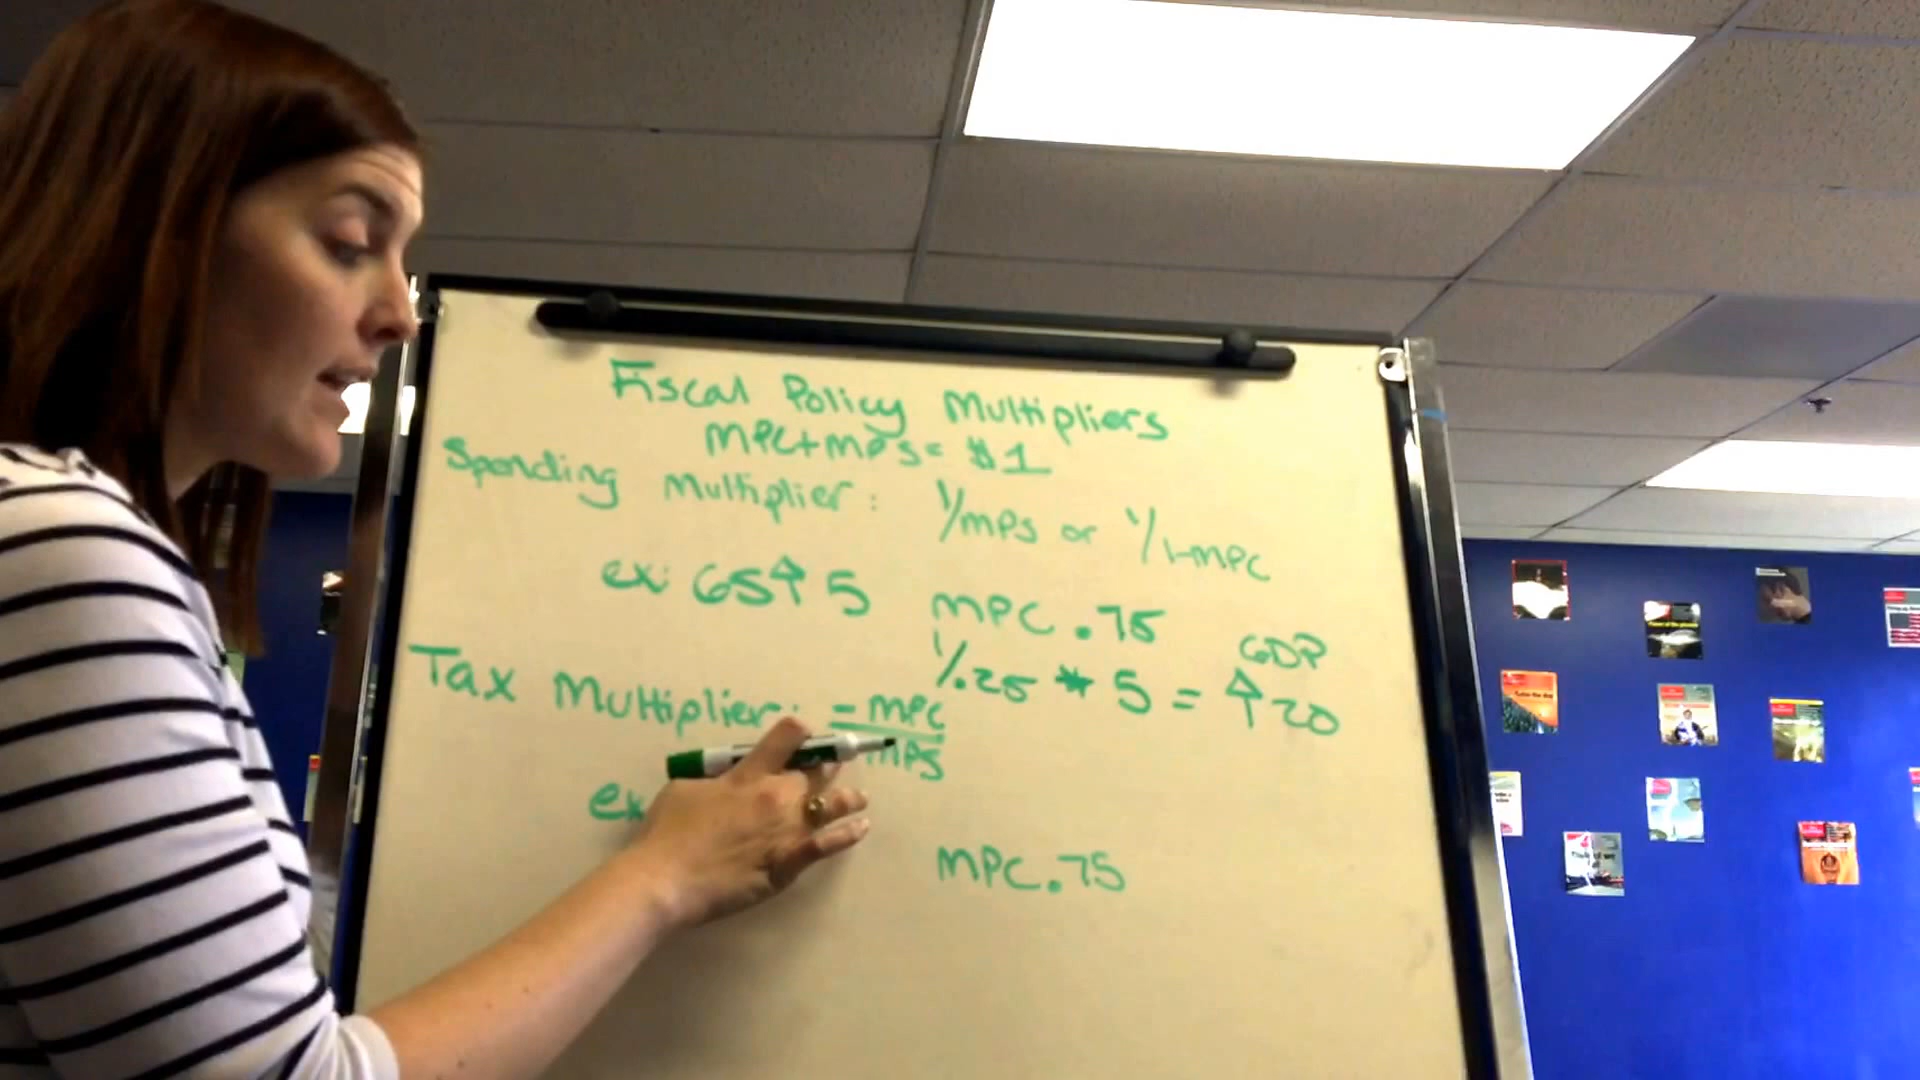 Fiscal Policy Multipliers
MPC+MPS= $1
Spending Multiplier: 1/MPS or 1/1-MPC
ex: GS↑ 5 MPC .75
1/.25 * 5 = ↑20 GDP
Tax Multiplier: -MPC
MPS
ex
MPC .75